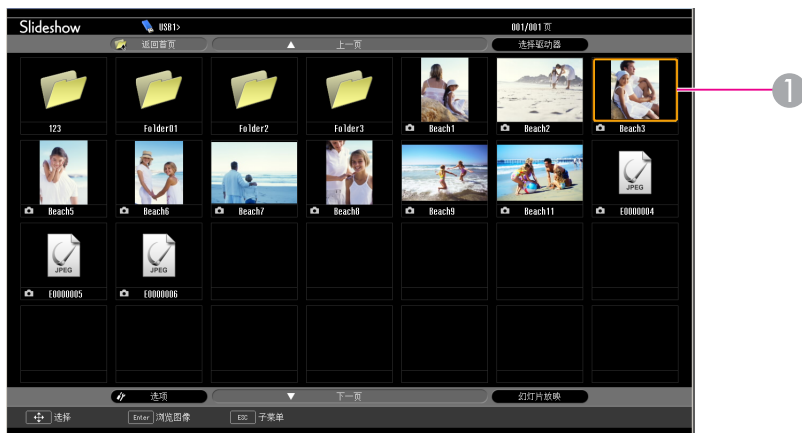 Slideshow USB1> 001/001 页
返回首页 ▲ 上一页 选择驱动器
123 Folder01 Folder2 Folder3 Beach1 Beach2 Beach3
1
JPEG
Beach5 Beach6 Beach7 Beach8 Beach9 Beach11 E0000004
JPEG JPEG
E0000005 E0000006
选项 ▼ 下一页 幻灯片放映
选择 Enter 浏览图像 ESC 子菜单